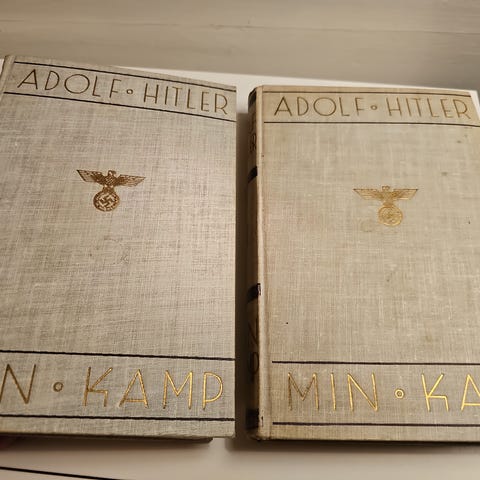 ADOLF ∘ HITLER
N ∘ KAMP
ADOLF ∘ HITLER
MIN ∘ KA